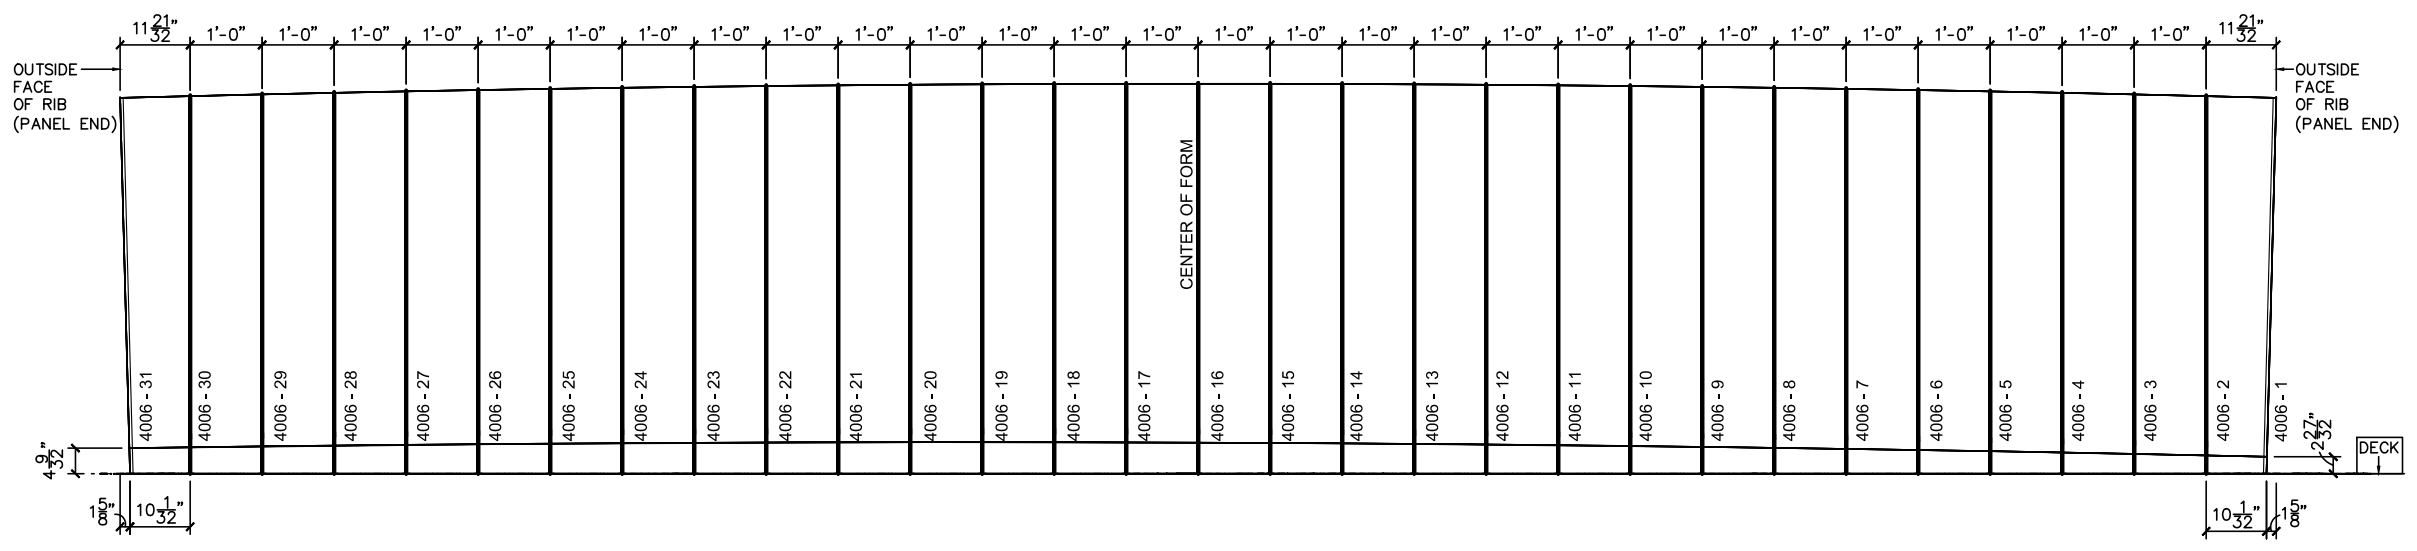 11 21/32" 1'-0" 1'-0" 1'-0" 1'-0" 1'-0" 1'-0" 1'-0" 1'-0" 1'-0" 1'-0" 1'-0" 1'-0" 1'-0" 1'-0" 1'-0" 1'-0" 1'-0" 1'-0" 1'-0" 1'-0" 1'-0" 1'-0" 1'-0" 1'-0" 1'-0" 1'-0" 1'-0" 11 21/32"
OUTSIDE
FACE
OF RIB
(PANEL END)
OUTSIDE
FACE
OF RIB
(PANEL END)
CENTER OF FORM
4006 - 31
4006 - 30
4006 - 29
4006 - 28
4006 - 27
4006 - 26
4006 - 25
4006 - 24
4006 - 23
4006 - 22
4006 - 21
4006 - 20
4006 - 19
4006 - 18
4006 - 17
4006 - 16
4006 - 15
4006 - 14
4006 - 13
4006 - 12
4006 - 11
4006 - 10
4006 - 9
4006 - 8
4006 - 7
4006 - 6
4006 - 5
4006 - 4
4006 - 3
4006 - 2
4006 - 1
4 9/32"
2 27/32"
DECK
1 5/8" 10 1/32"
10 1/32" 1 5/8"